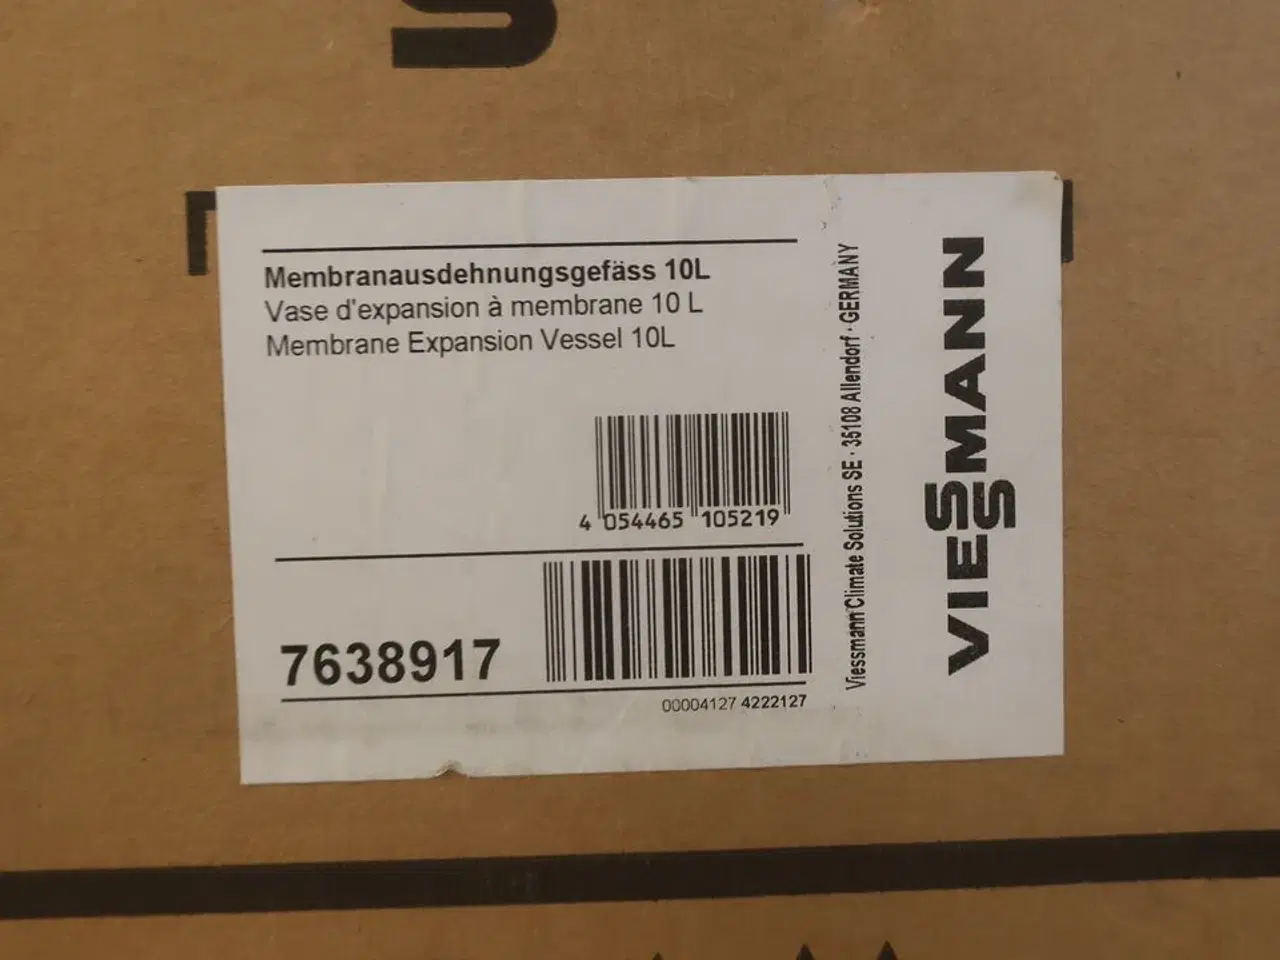 Membranausdehnungsgefäss 10L
Vase d'expansion à membrane 10 L
Membrane Expansion Vessel 10L
4 054465 105219
7638917
00004127 4222127
Viessmann Climate Solutions SE · 35108 Allendorf · GERMANY
VIESSMANN